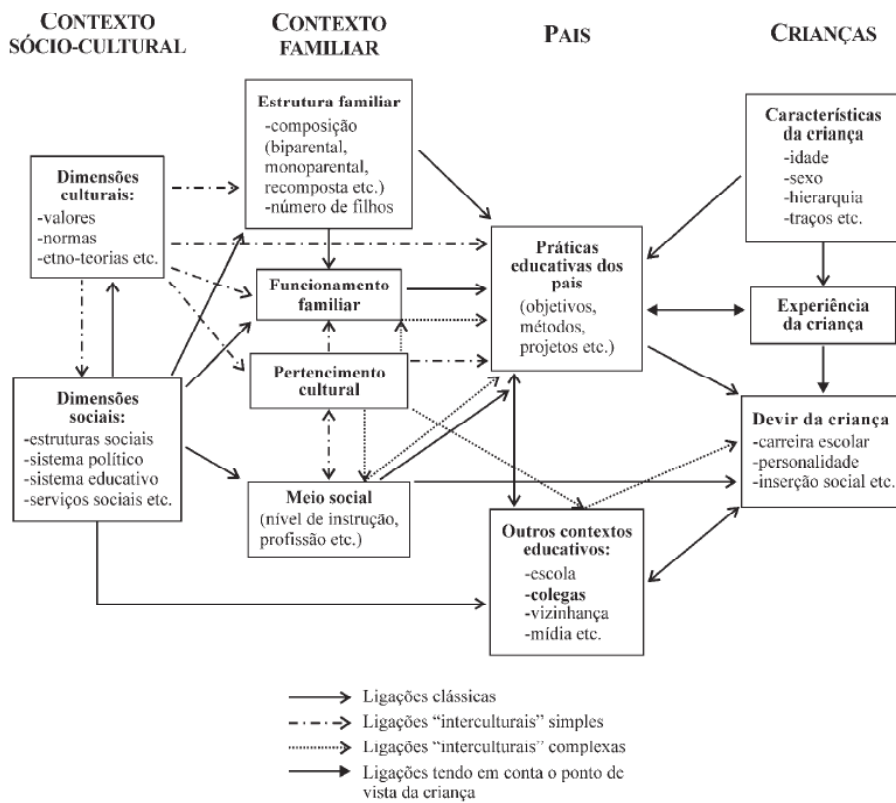 CONTEXTO
SÓCIO-CULTURAL
CONTEXTO
FAMILIAR
PAIS
CRIANÇAS
Dimensões
culturais:
-valores
-normas
-etno-teorias etc.
Dimensões
sociais:
-estruturas sociais
-sistema político
-sistema educativo
-serviços sociais etc.
Estrutura familiar
-composição
(biparental,
monoparental,
recomposta etc.)
-número de filhos
Funcionamento
familiar
Pertencimento
cultural
Meio social
(nível de instrução,
profissão etc.)
Práticas
educativas dos
pais
(objetivos,
métodos,
projetos etc.)
Outros contextos
educativos:
-escola
-colegas
-vizinhança
-mídia etc.
Características
da criança
-idade
-sexo
-hierarquia
-traços etc.
Experiência
da criança
Devir da criança
-carreira escolar
-personalidade
-inserção social etc.
Ligações clássicas
Ligações “interculturais” simples
Ligações “interculturais” complexas
Ligações tendo em conta o ponto de
vista da criança